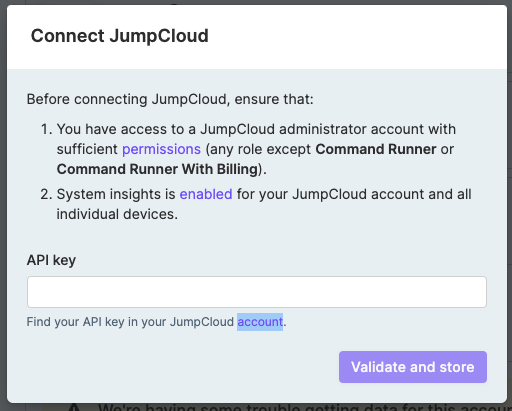 Connect JumpCloud
Before connecting JumpCloud, ensure that:
1. You have access to a JumpCloud administrator account with
sufficient permissions (any role except Command Runner or
Command Runner With Billing).
2. System insights is enabled for your JumpCloud account and all
individual devices.
API key
Find your API key in your JumpCloud account.
Validate and store
We're having some trouble getting data for this accou